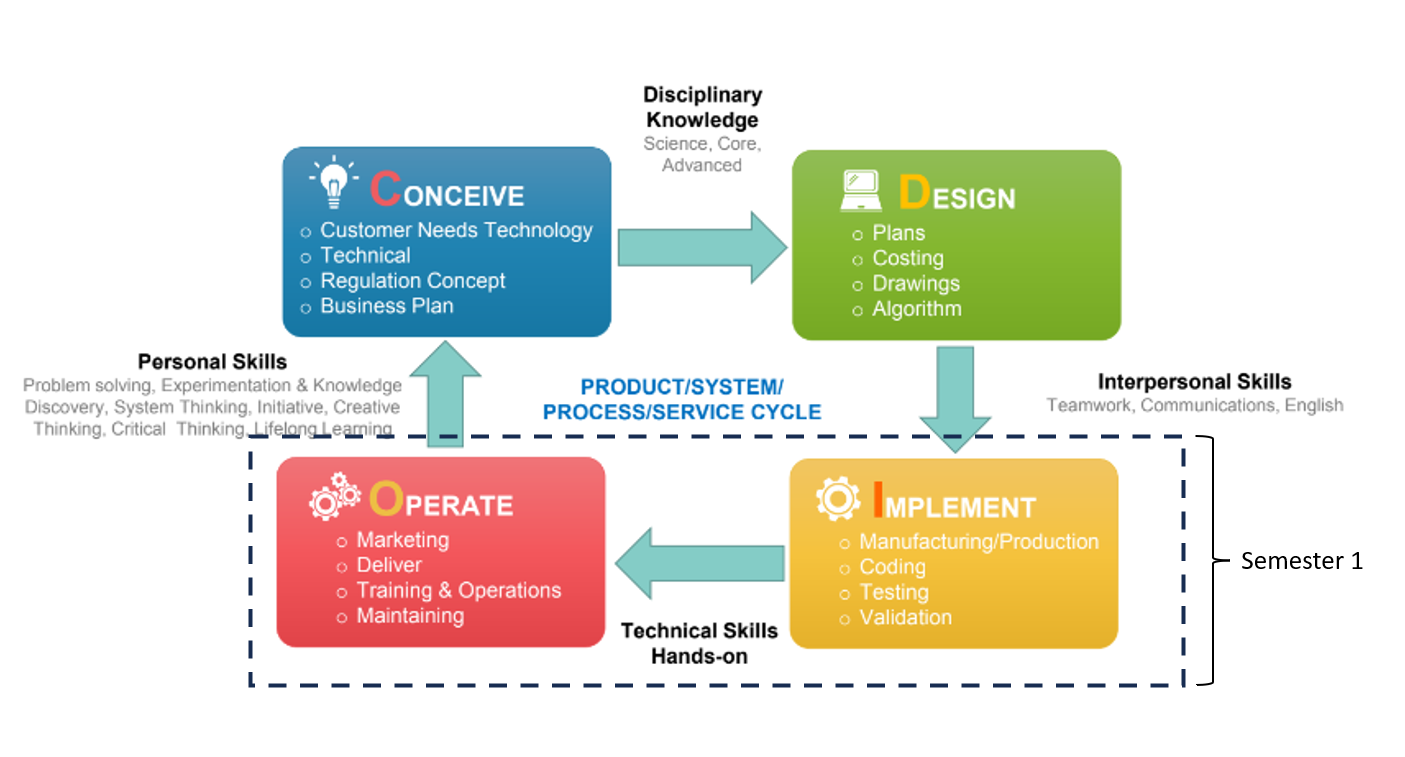 Disciplinary
Knowledge
Science, Core,
Advanced
CONCEIVE
○ Customer Needs Technology
○ Technical
○ Regulation Concept
○ Business Plan
DESIGN
○ Plans
○ Costing
○ Drawings
○ Algorithm
Personal Skills
Problem solving, Experimentation & Knowledge
Discovery, System Thinking, Initiative, Creative
Thinking, Critical Thinking, Lifelong Learning
PRODUCT/SYSTEM/
PROCESS/SERVICE CYCLE
Interpersonal Skills
Teamwork, Communications, English
OPERATE
○ Marketing
○ Deliver
○ Training & Operations
○ Maintaining
Technical Skills
Hands-on
IMPLEMENT
○ Manufacturing/Production
○ Coding
○ Testing
○ Validation
Semester 1